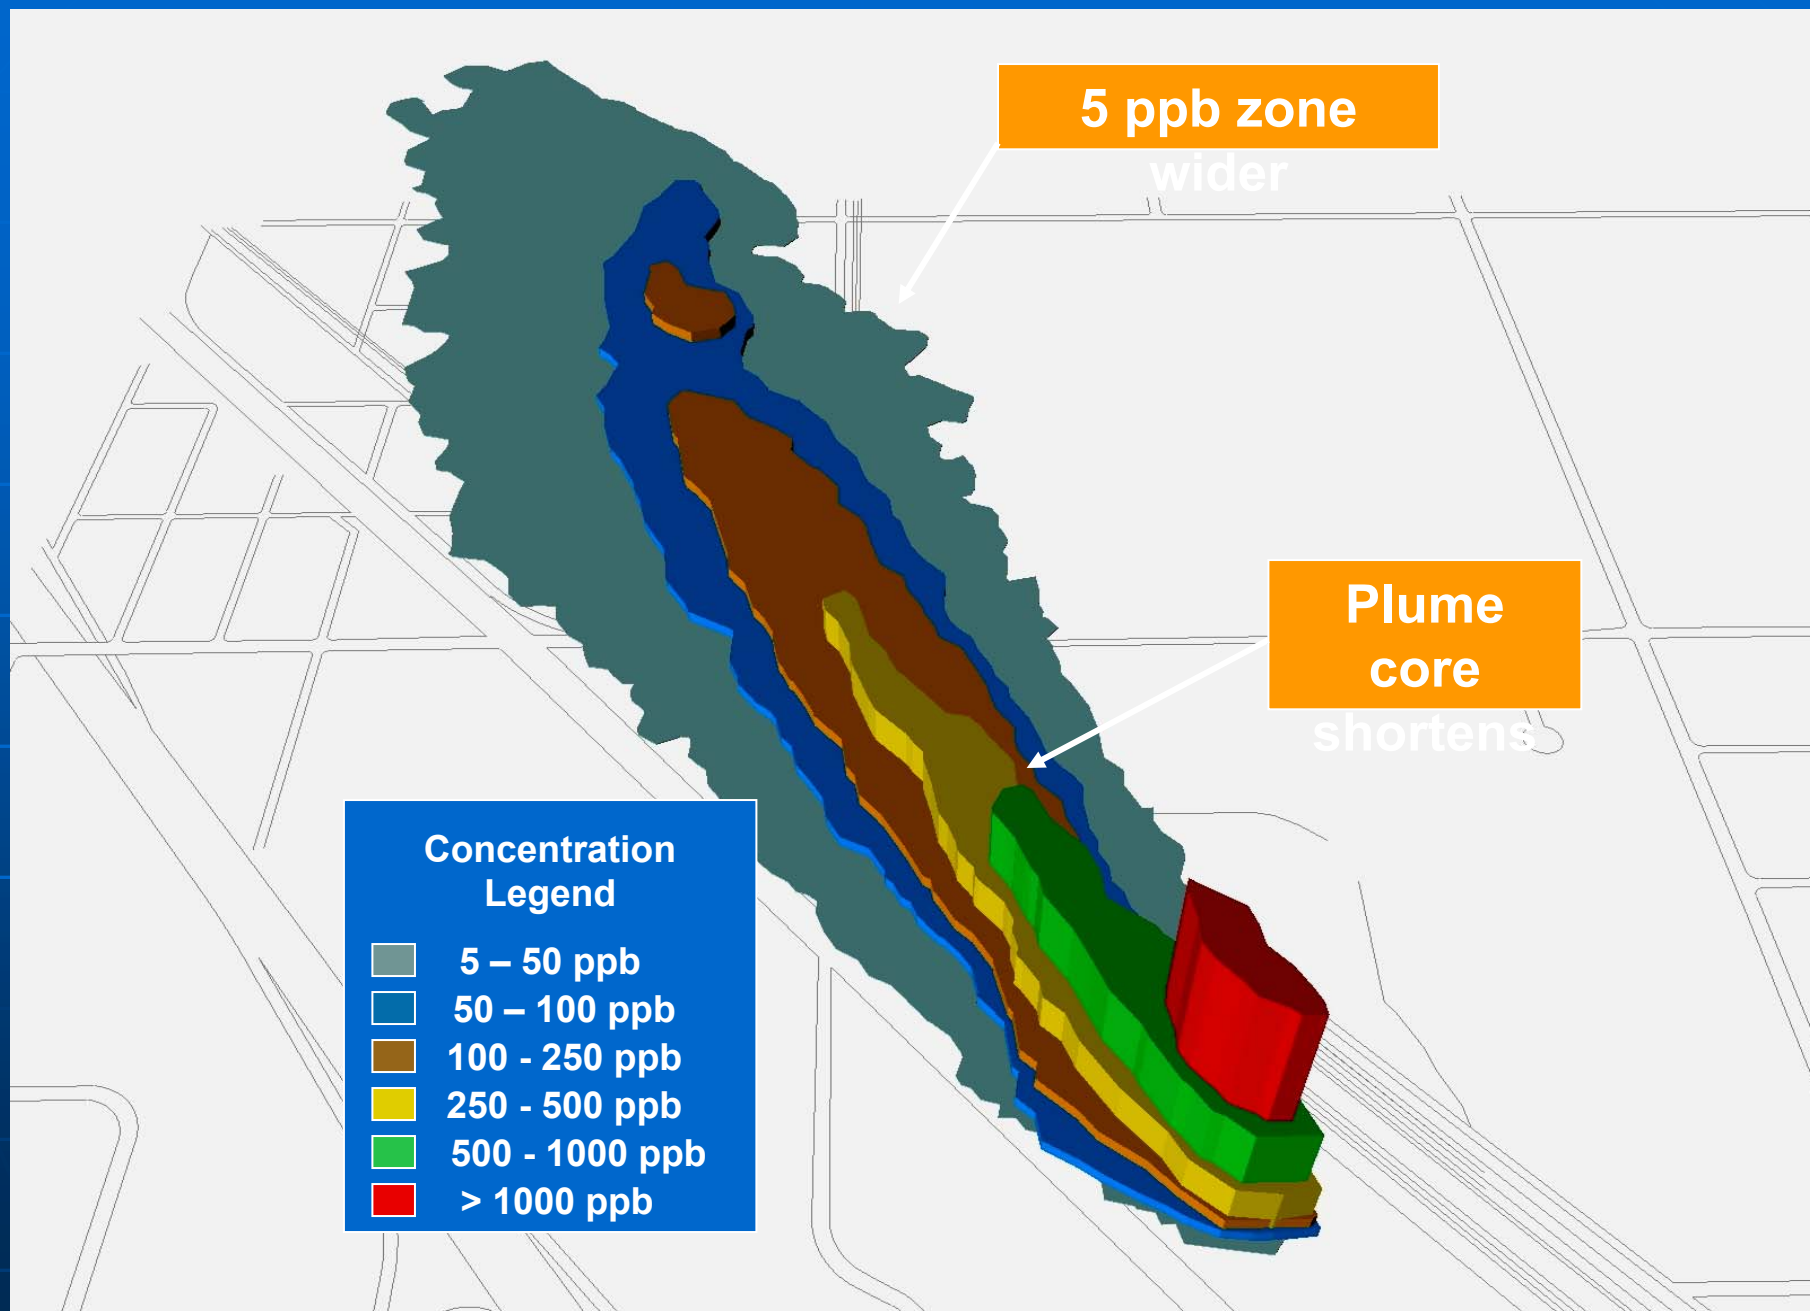 5 ppb zone
wider
Plume
core
shortens
Concentration
Legend
5 – 50 ppb
50 – 100 ppb
100 - 250 ppb
250 - 500 ppb
500 - 1000 ppb
> 1000 ppb